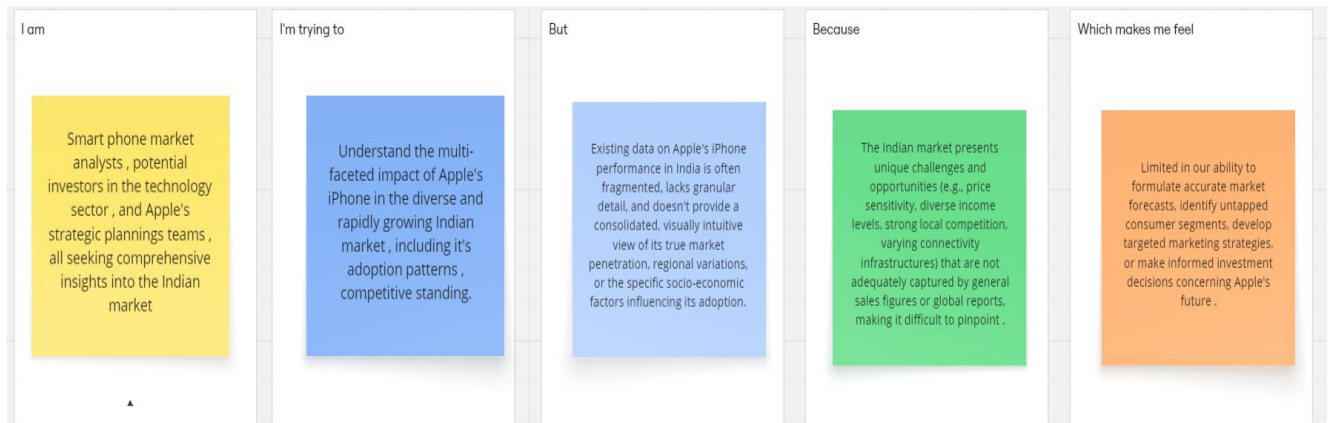 I am
Smart phone market
analysts , potential
investors in the technology
sector , and Apple's
strategic plannings teams ,
all seeking comprehensive
insights into the Indian
market
I'm trying to
Understand the multi-
faceted impact of Apple's
iPhone in the diverse and
rapidly growing Indian
market , including it's
adoption patterns ,
competitive standing.
But
Existing data on Apple's iPhone
performance in India is often
fragmented, lacks granular
detail, and doesn't provide a
consolidated, visually intuitive
view of its true market
penetration, regional variations,
or the specific socio-economic
factors influencing its adoption.
Because
The Indian market presents
unique challenges and
opportunities (e.g., price
sensitivity, diverse income
levels, strong local competition,
varying connectivity
infrastructures) that are not
adequately captured by general
sales figures or global reports,
making it difficult to pinpoint .
Which makes me feel
Limited in our ability to
formulate accurate market
forecasts, identify untapped
consumer segments, develop
targeted marketing strategies,
or make informed investment
decisions concerning Apple's
future .